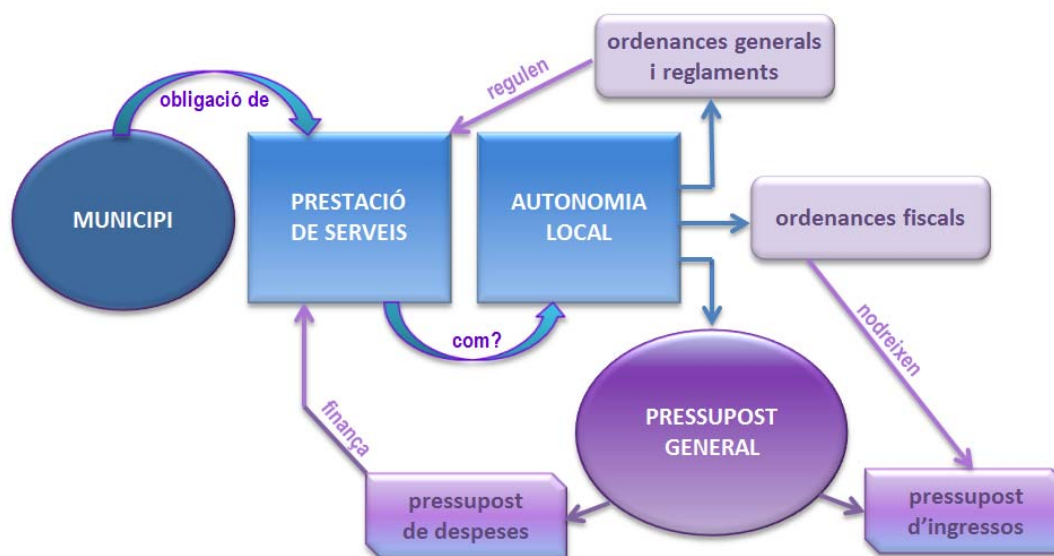 ordenances generals
i reglaments
regulen
obligació de
MUNICIPI
PRESTACIÓ
DE SERVEIS
AUTONOMIA
LOCAL
ordenances fiscals
com?
nodreixen
finança
PRESSUPOST
GENERAL
pressupost
de despeses
pressupost
d’ingressos